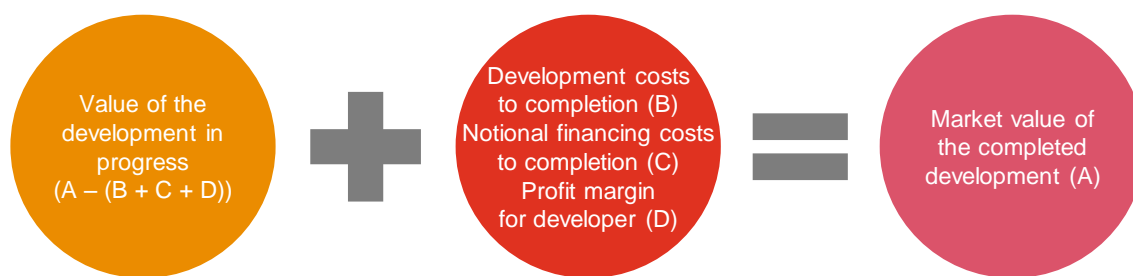 Value of the
development in
progress
(A – (B + C + D))
Development costs
to completion (B)
Notional financing costs
to completion (C)
Profit margin
for developer (D)
Market value of
the completed
development (A)